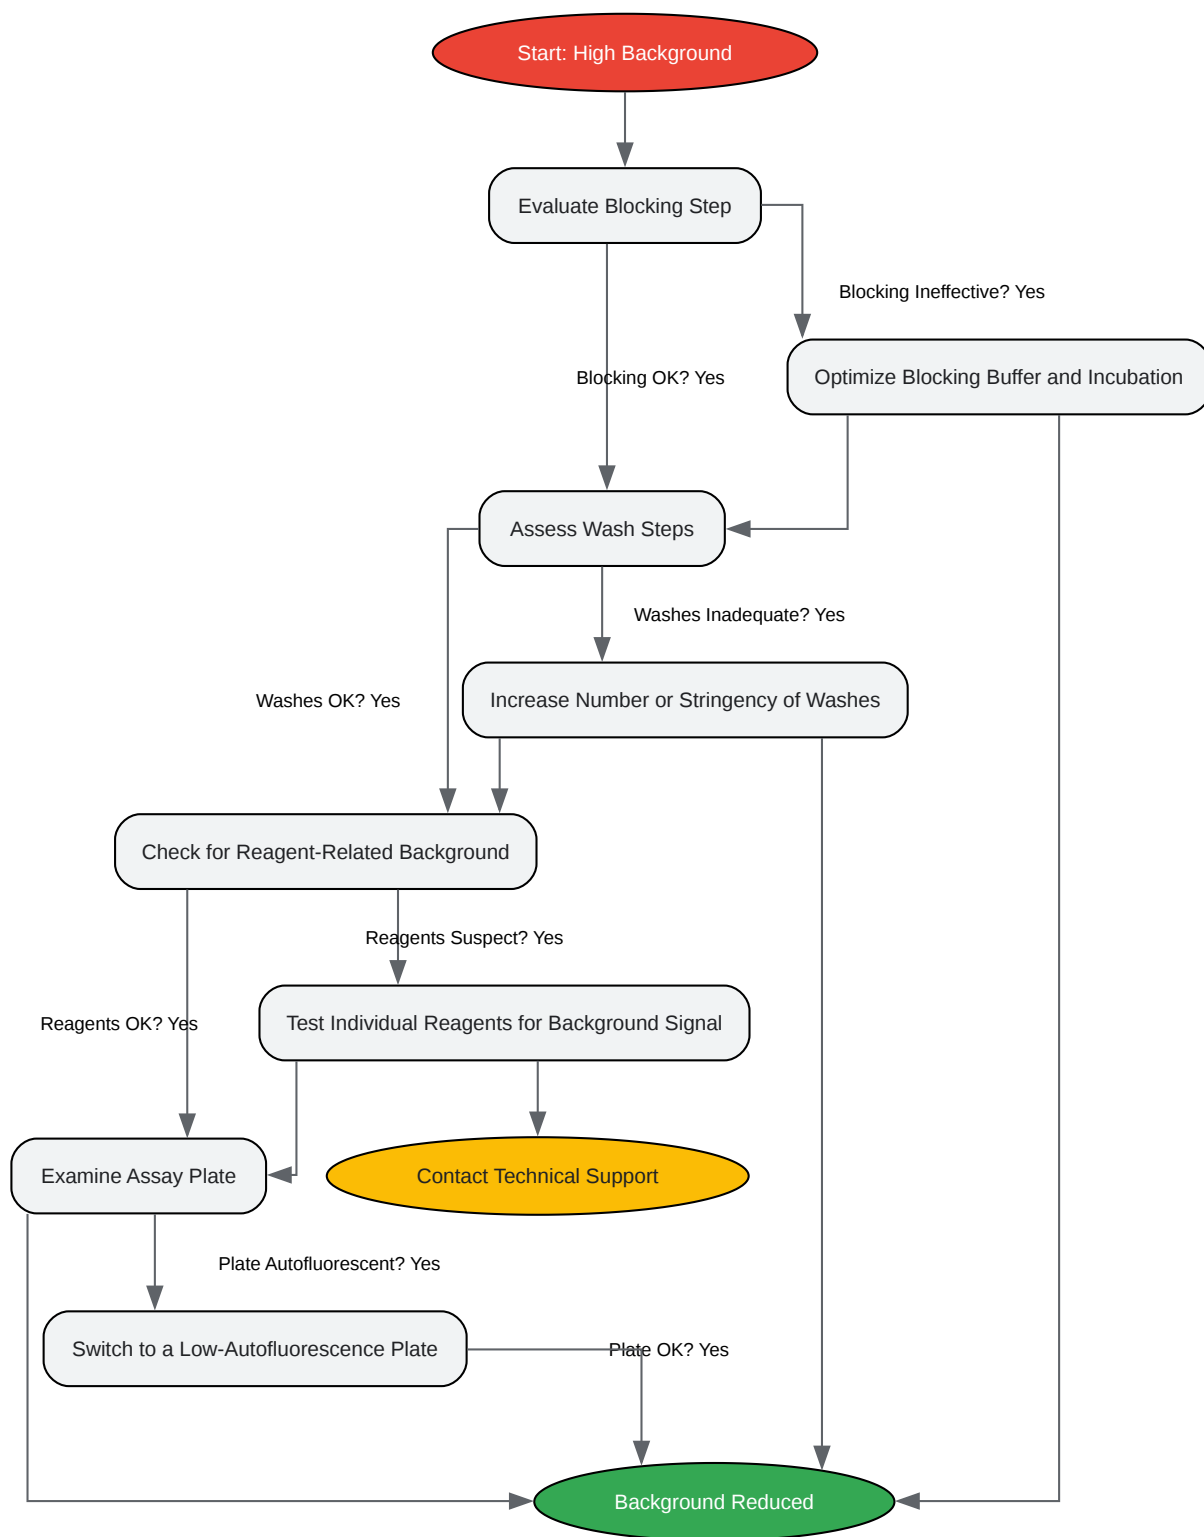 Start: High Background
Evaluate Blocking Step
Blocking Ineffective? Yes
Blocking OK? Yes
Optimize Blocking Buffer and Incubation
Assess Wash Steps
Washes Inadequate? Yes
Washes OK? Yes
Increase Number or Stringency of Washes
Check for Reagent-Related Background
Reagents Suspect? Yes
Reagents OK? Yes
Test Individual Reagents for Background Signal
Examine Assay Plate
Contact Technical Support
Plate Autofluorescent? Yes
Switch to a Low-Autofluorescence Plate
Plate OK? Yes
Background Reduced